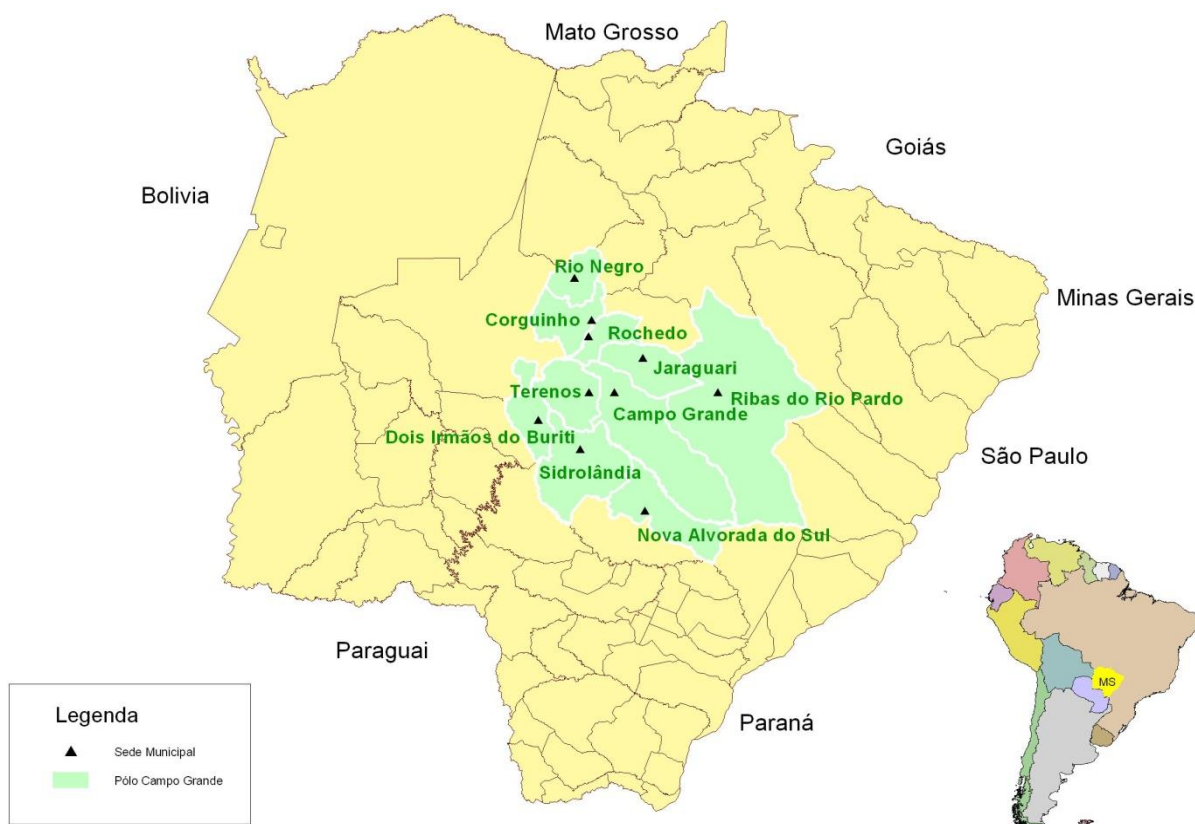 Mato Grosso
Goiás
Bolivia
Rio Negro
Minas Gerais
Corguinho
Rochedo
Jaraguari
Terenos
Ribas do Rio Pardo
Campo Grande
Dois Irmãos do Buriti
São Paulo
Sidrolândia
Nova Alvorada do Sul
Paraguai
MS
Paraná
Legenda
Sede Municipal
Pólo Campo Grande